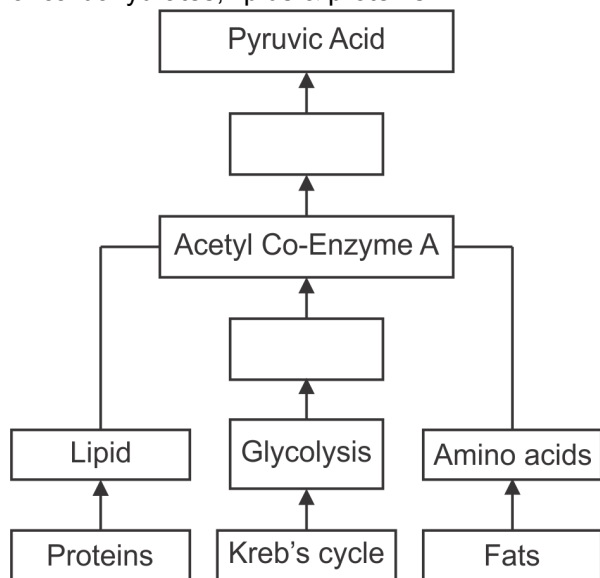 Pyruvic Acid
Acetyl Co-Enzyme A
Lipid
Glycolysis
Amino acids
Proteins
Kreb's cycle
Fats